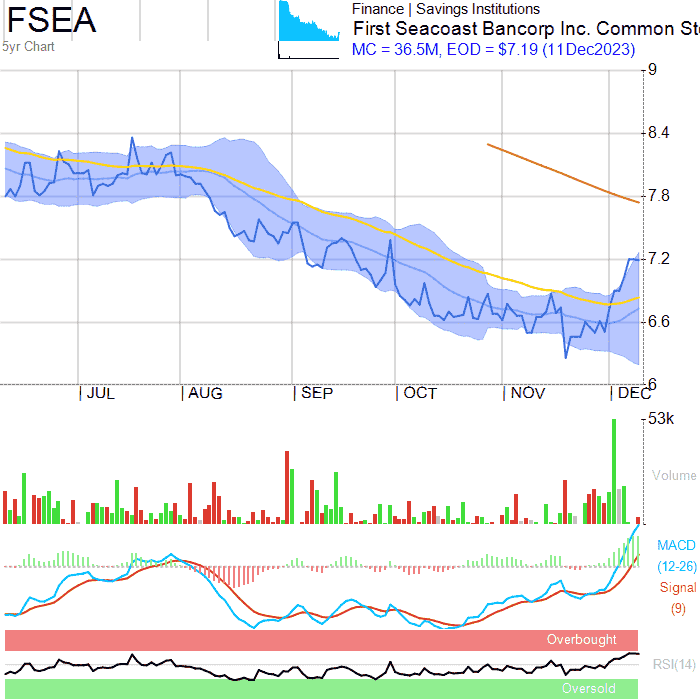 FSEA
5yr Chart
Finance | Savings Institutions
First Seacoast Bancorp Inc. Common St
MC = 36.5M, EOD = $7.19 (11Dec2023)
9
8.4
7.8
7.2
6.6
6
| JUL | AUG | SEP | OCT | NOV | DEC
53k
Volume
MACD
(12-26)
Signal
(9)
Overbought
RSI(14)
Oversold